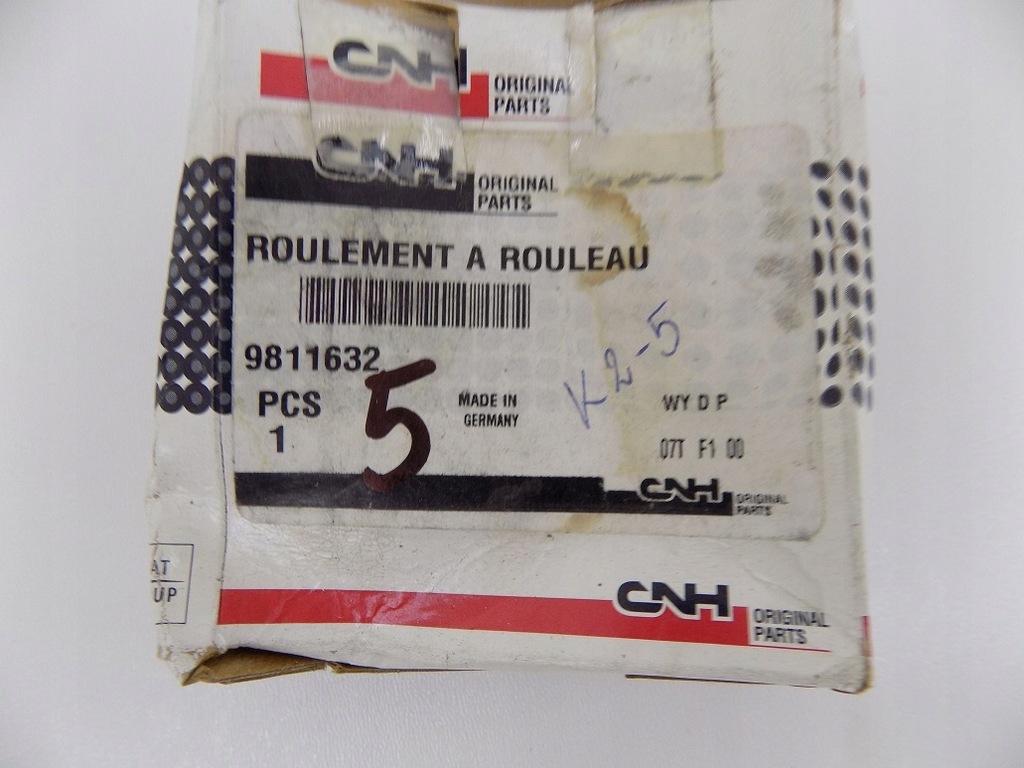 CNH
ORIGINAL
PARTS
CNH
ORIGINAL
PARTS
ROULEMENT A ROULEAU
9811632
PCS
1
5
MADE IN
GERMANY
K2-5
WY D P
07T F1 00
CNH
ORIGINAL
PARTS
AT
UP
CNH
ORIGINAL
PARTS